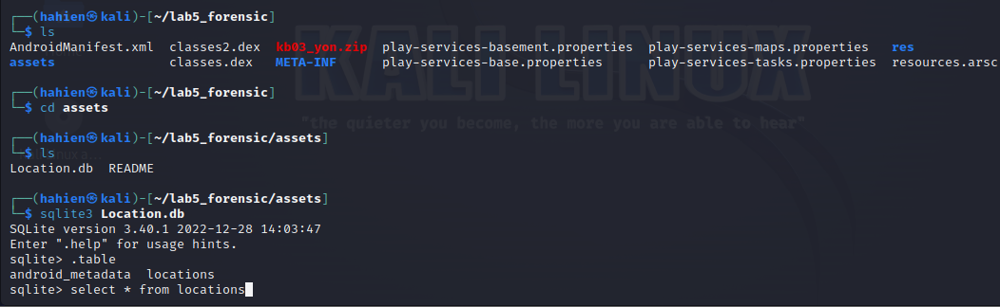 ┌──(hahien㉿kali)-[~/lab5_forensic]
└─$ ls
AndroidManifest.xml  classes2.dex  kb03_yon.zip  play-services-basement.properties  play-services-maps.properties   res
assets               classes.dex   META-INF      play-services-base.properties      play-services-tasks.properties  resources.arsc
┌──(hahien㉿kali)-[~/lab5_forensic]
└─$ cd assets
KALI LINUX
"the quieter you become, the more you are able to hear"
┌──(hahien㉿kali)-[~/lab5_forensic/assets]
└─$ ls
Location.db  README
┌──(hahien㉿kali)-[~/lab5_forensic/assets]
└─$ sqlite3 Location.db
SQLite version 3.40.1 2022-12-28 14:03:47
Enter ".help" for usage hints.
sqlite> .table
android_metadata  locations
sqlite> select * from locations